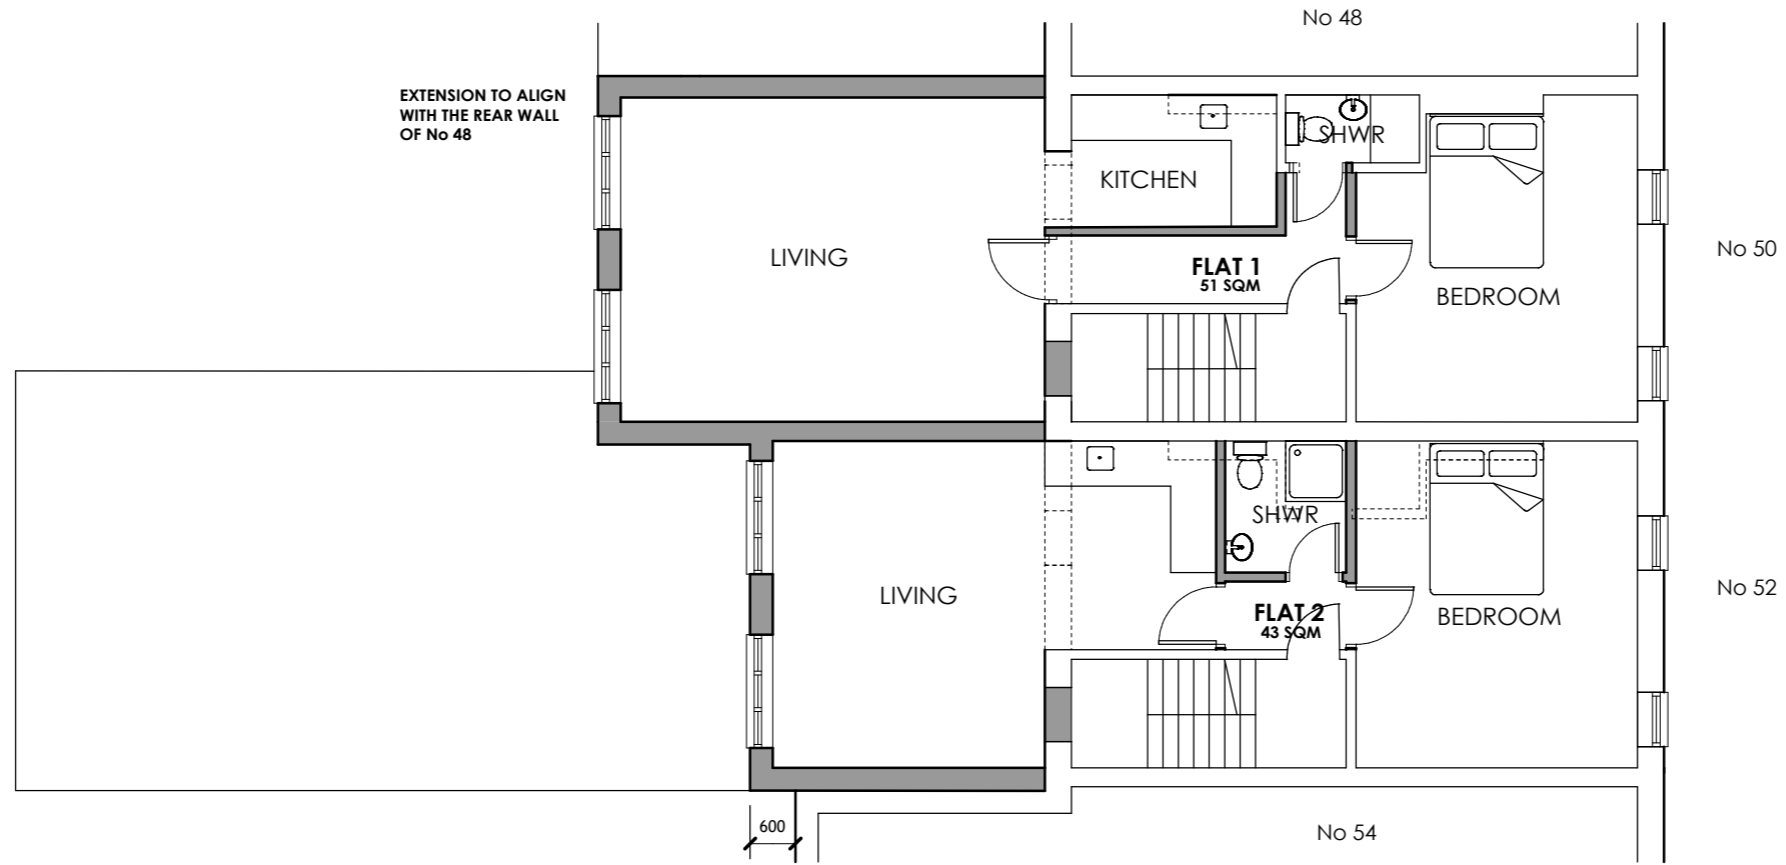 No 48
EXTENSION TO ALIGN
WITH THE REAR WALL
OF No 48
SHWR
KITCHEN
LIVING
FLAT 1
51 SQM
No 50
BEDROOM
SHWR
LIVING
FLAT 2
43 SQM
BEDROOM
No 52
600
No 54